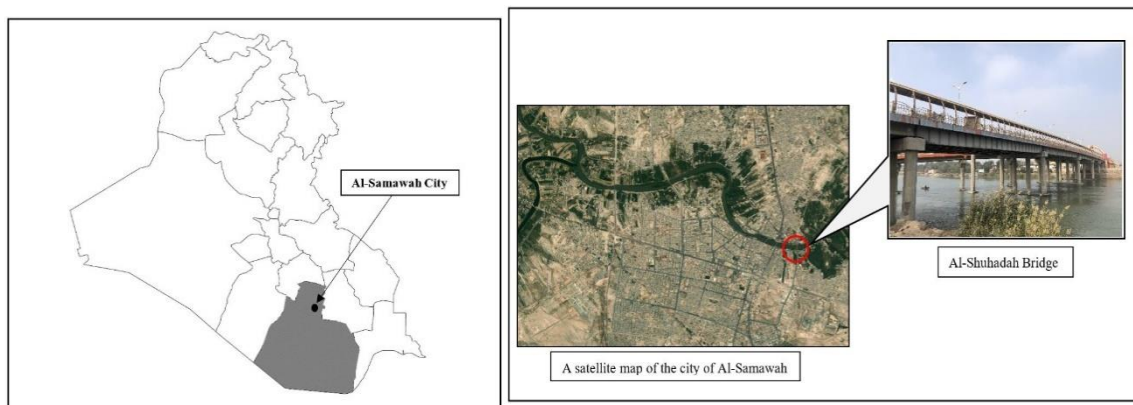 Al-Samawah City
Al-Shuhadah Bridge
A satellite map of the city of Al-Samawah